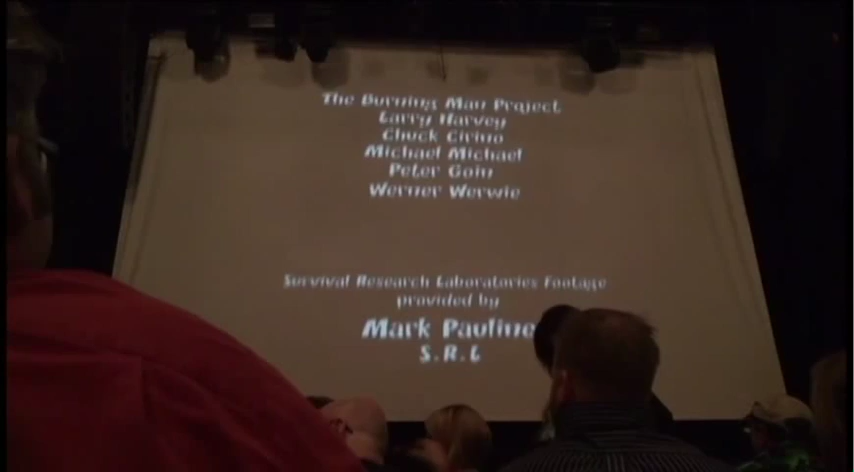 The Burning Man Project
Larry Harvey
Chuck Cirino
Michael Michael
Peter Goin
Werner Werwie
Survival Research Laboratories Footage
provided by
Mark Pauline
S.R.L